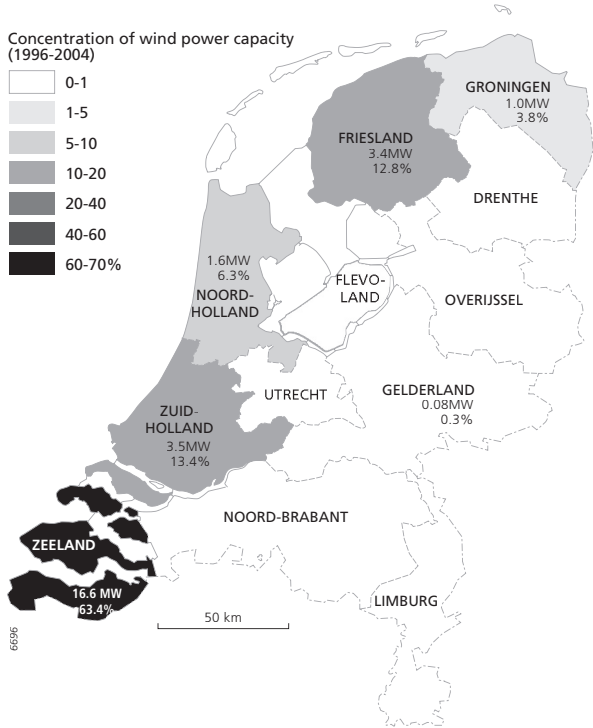 Concentration of wind power capacity
(1996-2004)
0-1
1-5
5-10
10-20
20-40
40-60
60-70%
GRONINGEN
1.0MW
3.8%
FRIESLAND
3.4MW
12.8%
DRENTHE
1.6MW
6.3%
NOORD-
HOLLAND
FLEVO-
LAND
OVERIJSSEL
UTRECHT
GELDERLAND
0.08MW
0.3%
ZUID-
HOLLAND
3.5MW
13.4%
NOORD-BRABANT
ZEELAND
16.6 MW
63.4%
LIMBURG
50 km
6696